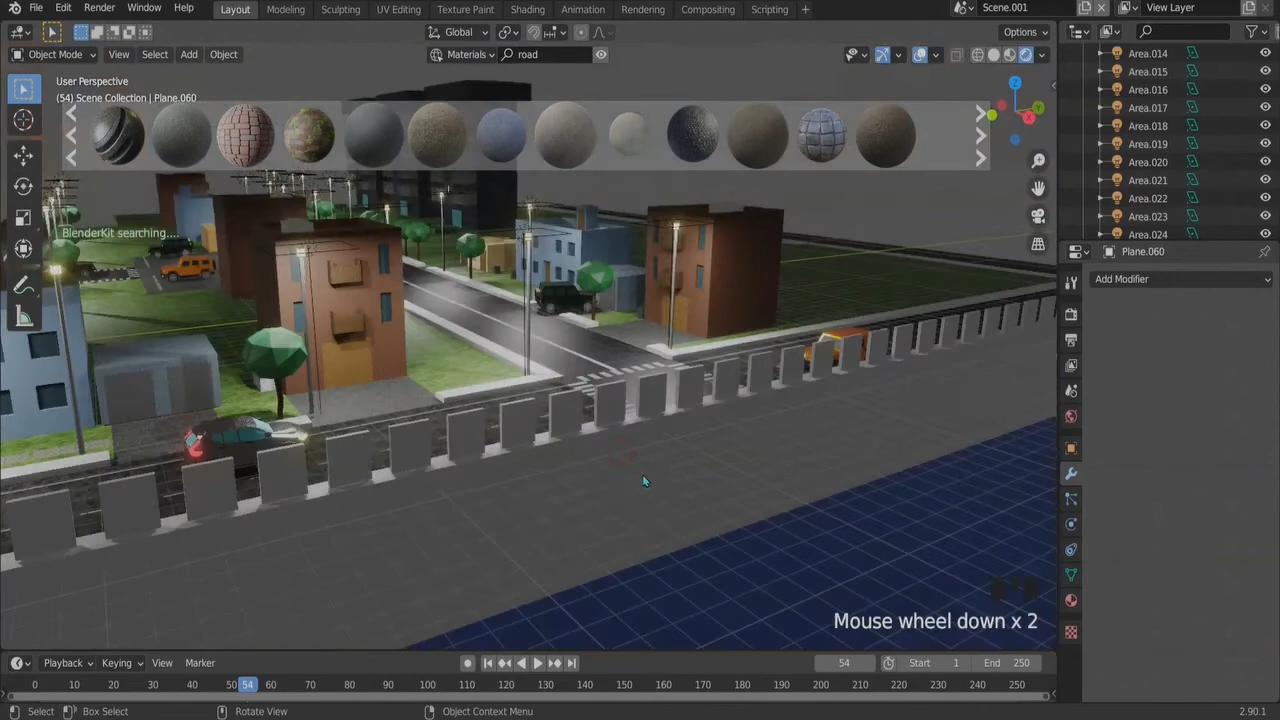 File Edit Render Window Help Layout Modeling Sculpting UV Editing Texture Paint Shading Animation Rendering Compositing Scripting + Scene.001 View Layer
Global Options
Object Mode View Select Add Object Materials road
User Perspective
(54) Scene Collection | Plane.060
BlenderKit searching...
Area.014
Area.015
Area.016
Area.017
Area.018
Area.019
Area.020
Area.021
Area.022
Area.023
Area.024
Plane.060
Add Modifier
Z
Y
X
Mouse wheel down x 2
Playback Keying View Marker 54 Start 1 End 250
0 10 20 30 40 50 54 60 70 80 90 100 110 120 130 140 150 160 170 180 190 200 210 220 230 240 250
Select Box Select Rotate View Object Context Menu 2.90.1